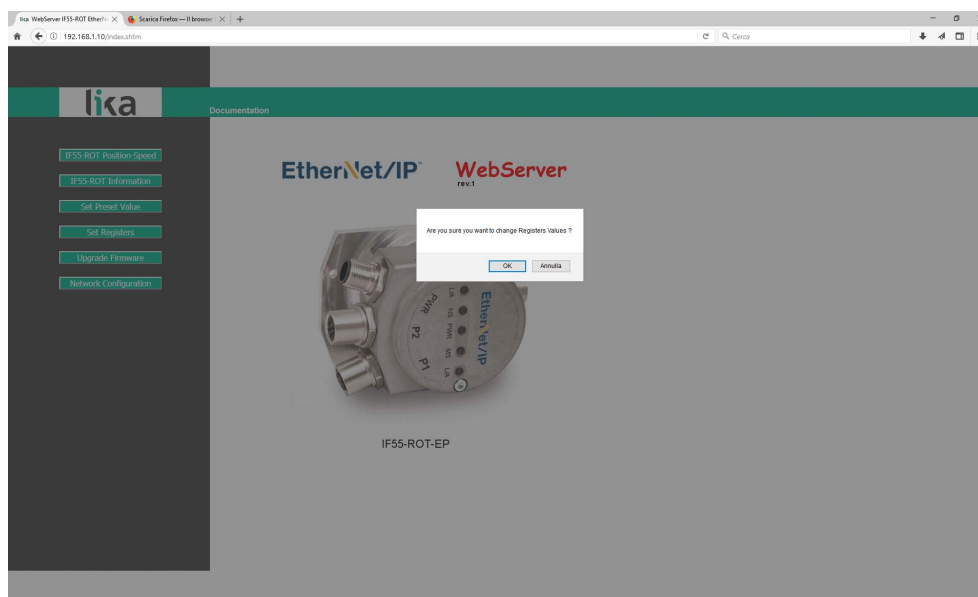 lika WebServer IF55-ROT EtherN
Scarica Firefox — Il browser
192.168.1.10/index.shtm
Cerca
lika
Documentation
IF55-ROT Position-Speed
IF55-ROT Information
Set Preset Value
Set Registers
Upgrade Firmware
Network Configuration
EtherNet/IP™ WebServer
rev.1
Are you sure you want to change Registers Values ?
OK Annulla
PWR
P2
P1
L/A
NS
PWR
MS
L/A
EtherNet/IP
IF55-ROT-EP